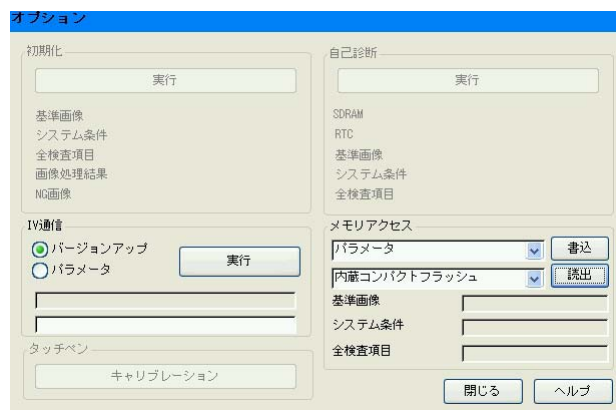 オプション
初期化
実行
基準画像
システム条件
全検査項目
画像処理結果
NG画像
自己診断
実行
SDRAM
RTC
基準画像
システム条件
全検査項目
IV通信
バージョンアップ
パラメータ
実行
メモリアクセス
パラメータ
書込
内蔵コンパクトフラッシュ
読出
基準画像
システム条件
全検査項目
タッチペン
キャリブレーション
閉じる
ヘルプ